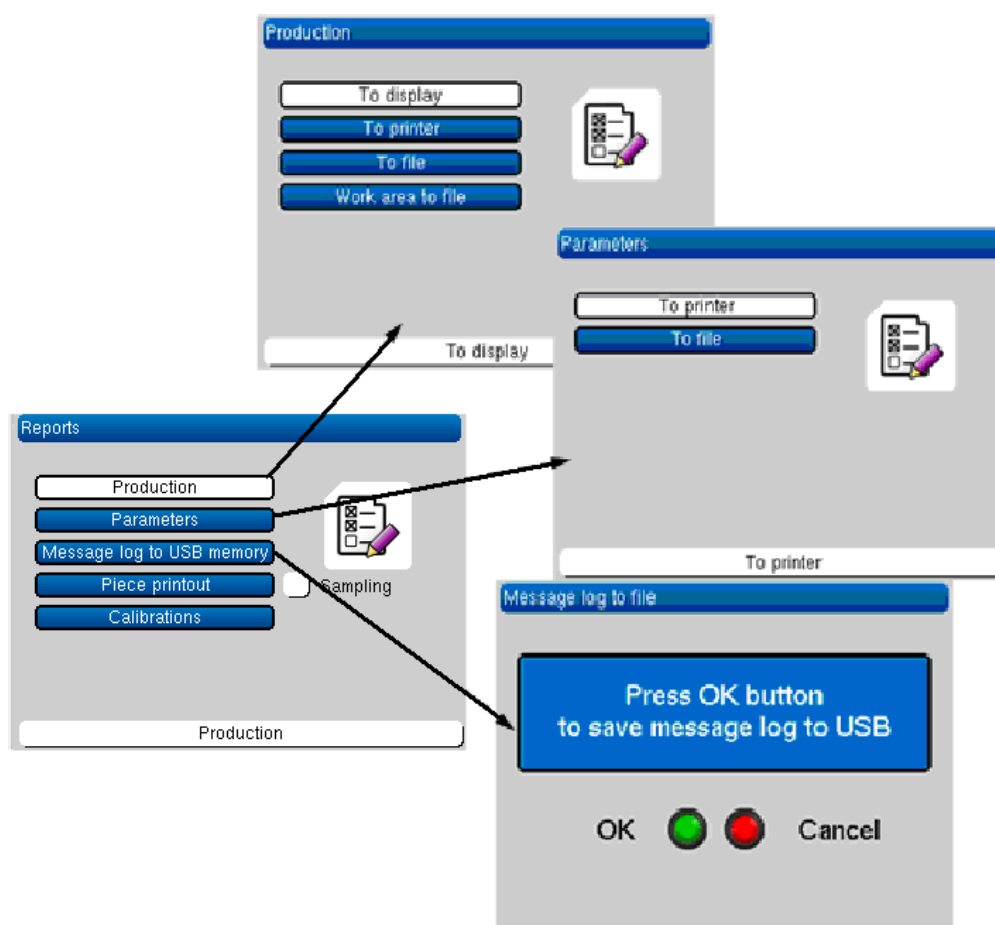 Production
To display
To printer
To file
Work area to file
To display
Parameters
To printer
To file
To printer
Reports
Production
Parameters
Message log to USB memory
Piece printout
Sampling
Calibrations
Production
Message log to file
Press OK button
to save message log to USB
OK
Cancel